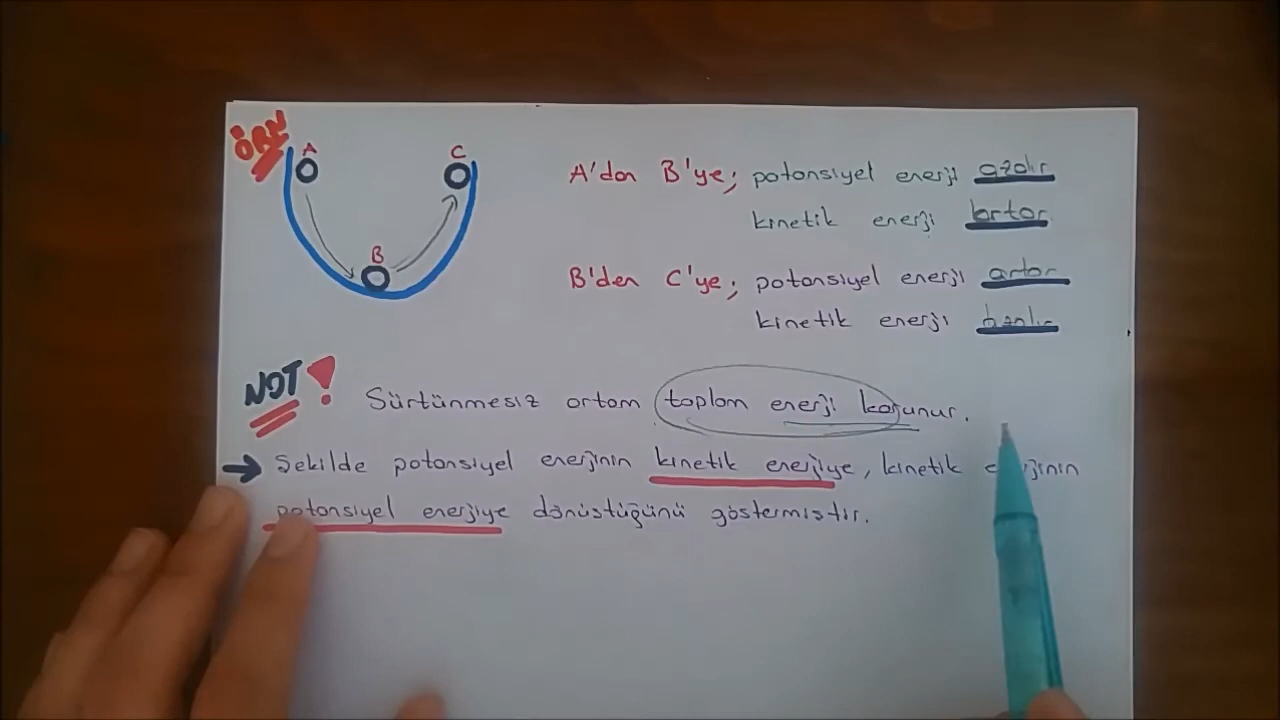 ÖRN
A
C
B
A'dan B'ye; potansiyel enerji azalır
kinetik enerji artar
B'den C'ye; potansiyel enerji artar
kinetik enerji azalır
NOT!
Sürtünmesiz ortam toplam enerji korunur.
→ Şekilde potansiyel enerjinin kinetik enerjiye, kinetik enerjinin
potansiyel enerjiye dönüştüğünü göstermiştir.